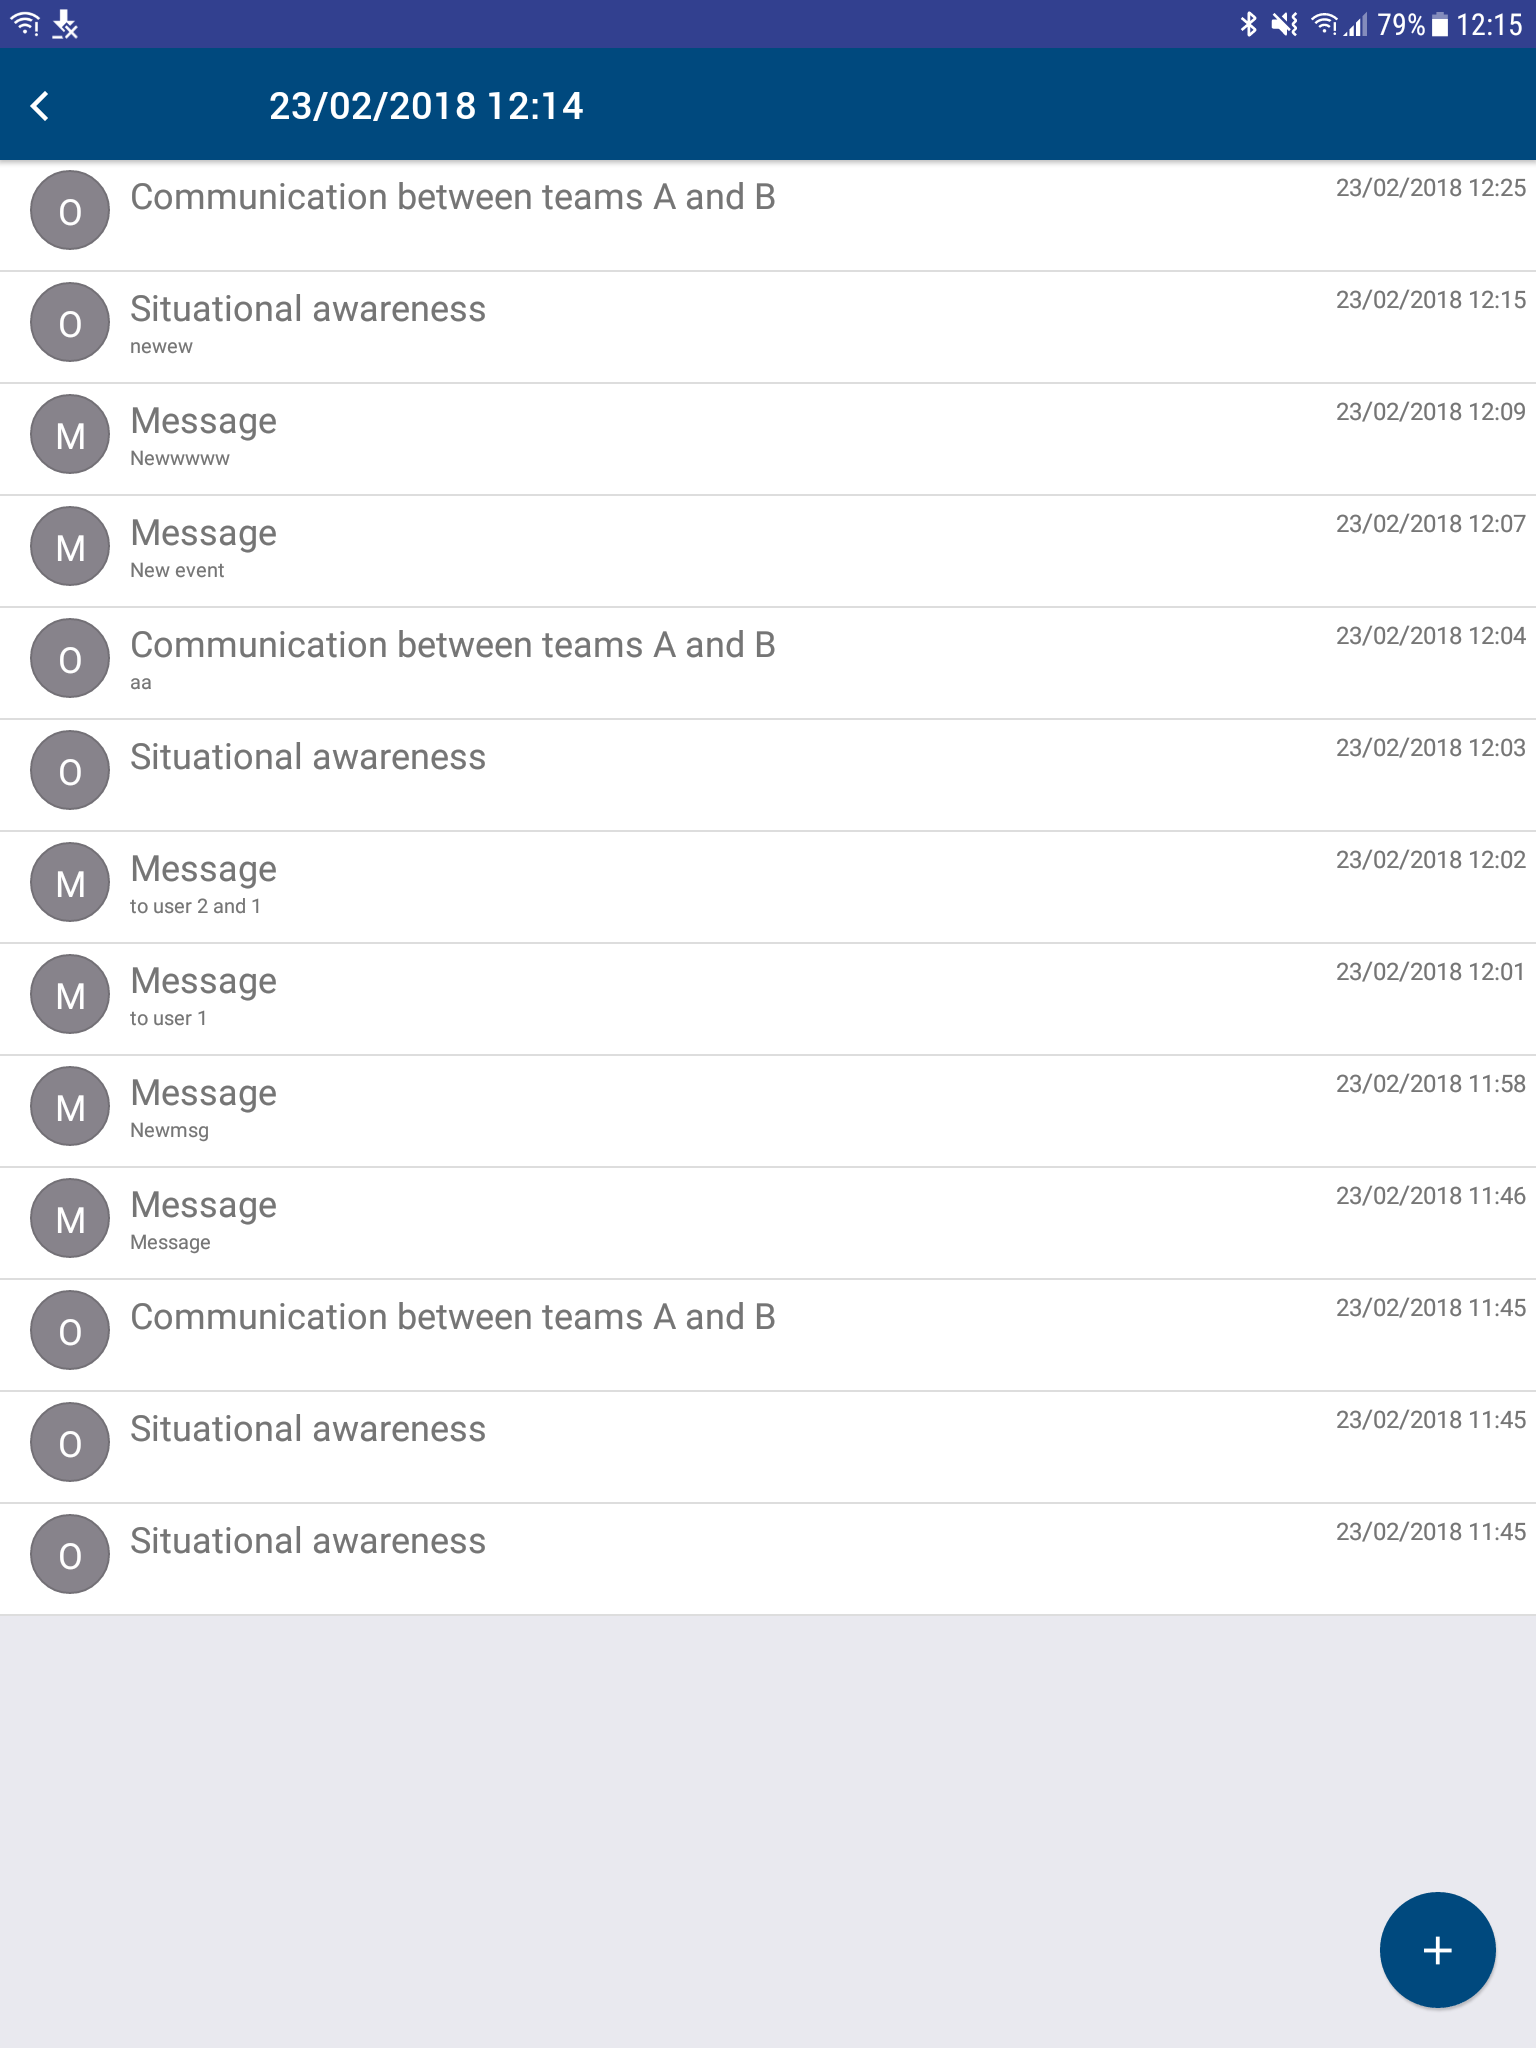 79% 12:15
23/02/2018 12:14
O Communication between teams A and B 23/02/2018 12:25
O Situational awareness 23/02/2018 12:15
newew
M Message 23/02/2018 12:09
Newwwww
M Message 23/02/2018 12:07
New event
O Communication between teams A and B 23/02/2018 12:04
aa
O Situational awareness 23/02/2018 12:03
M Message 23/02/2018 12:02
to user 2 and 1
M Message 23/02/2018 12:01
to user 1
M Message 23/02/2018 11:58
Newmsg
M Message 23/02/2018 11:46
Message
O Communication between teams A and B 23/02/2018 11:45
O Situational awareness 23/02/2018 11:45
O Situational awareness 23/02/2018 11:45